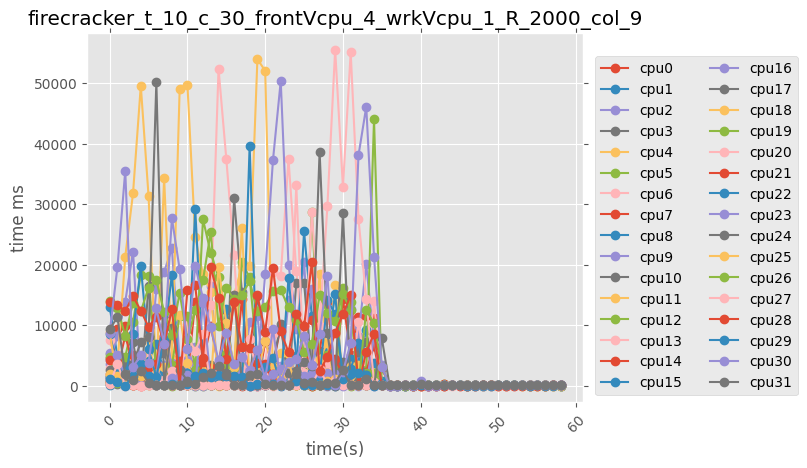 firecracker_t_10_c_30_frontVcpu_4_wrkVcpu_1_R_2000_col_9
time ms
50000
40000
30000
20000
10000
0
0
10
20
30
40
50
60
time(s)
cpu0
cpu1
cpu2
cpu3
cpu4
cpu5
cpu6
cpu7
cpu8
cpu9
cpu10
cpu11
cpu12
cpu13
cpu14
cpu15
cpu16
cpu17
cpu18
cpu19
cpu20
cpu21
cpu22
cpu23
cpu24
cpu25
cpu26
cpu27
cpu28
cpu29
cpu30
cpu31